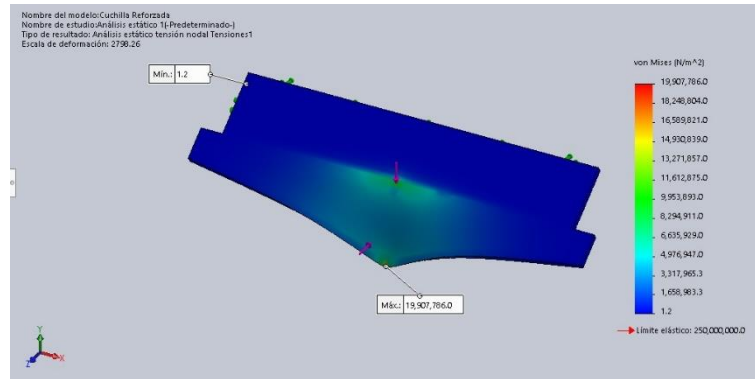 Nombre del modelo:Cuchilla Reforzada
Nombre de estudio:Análisis estático 1(-Predeterminado-)
Tipo de resultado: Análisis estático tensión nodal Tensiones1
Escala de deformación: 2798.26
Mín.: 1.2
von Mises (N/m^2)
19,907,786.0
18,248,804.0
16,589,821.0
14,930,839.0
13,271,857.0
11,612,875.0
9,953,893.0
8,294,911.0
6,635,929.0
4,976,947.0
3,317,965.3
1,658,983.3
1.2
Límite elástico: 250,000,000.0
Máx.: 19,907,786.0
Y
Z
X